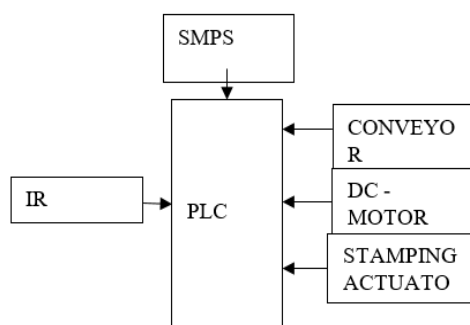 SMPS
CONVEYO
R
IR
PLC
DC -
MOTOR
STAMPING
ACTUATO